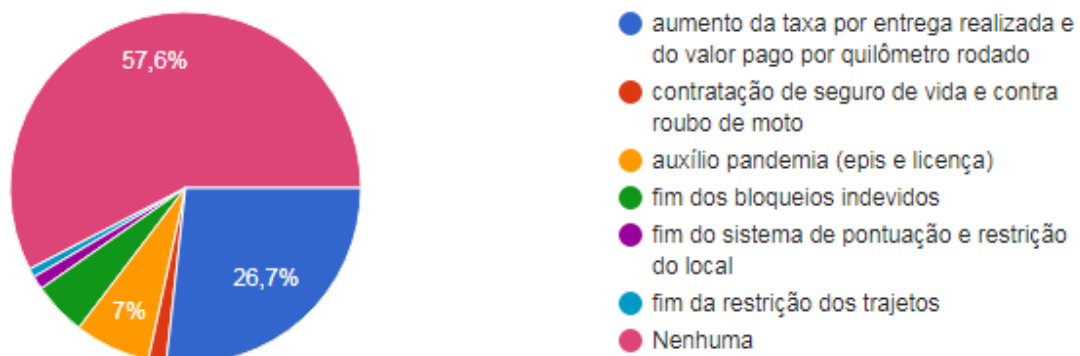 57,6%
26,7%
7%
aumento da taxa por entrega realizada e
do valor pago por quilômetro rodado
contratação de seguro de vida e contra
roubo de moto
auxílio pandemia (epis e licença)
fim dos bloqueios indevidos
fim do sistema de pontuação e restrição
do local
fim da restrição dos trajetos
Nenhuma